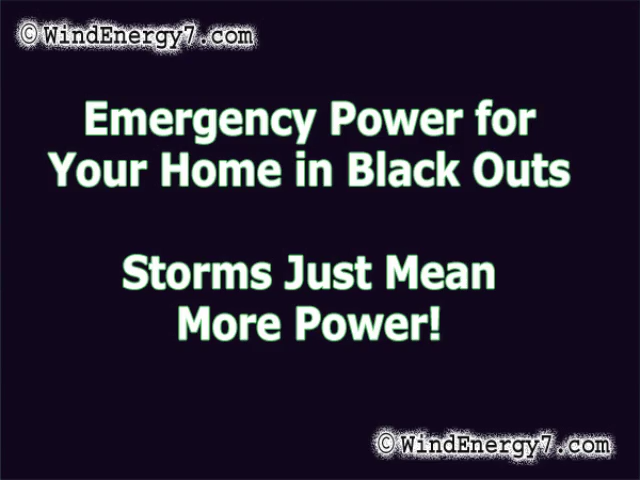 © WindEnergy7.com
Emergency Power for
Your Home in Black Outs
Storms Just Mean
More Power!
© WindEnergy7.com